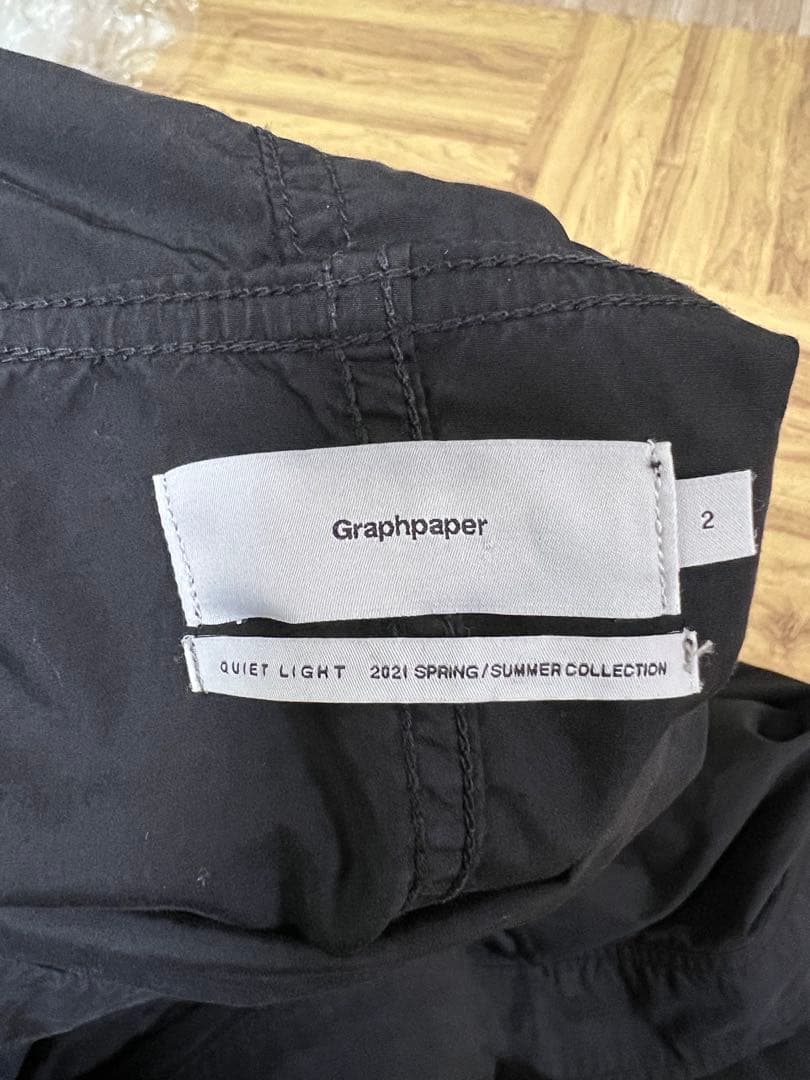 Graphpaper
2
QUIET LIGHT 2021 SPRING/SUMMER COLLECTION